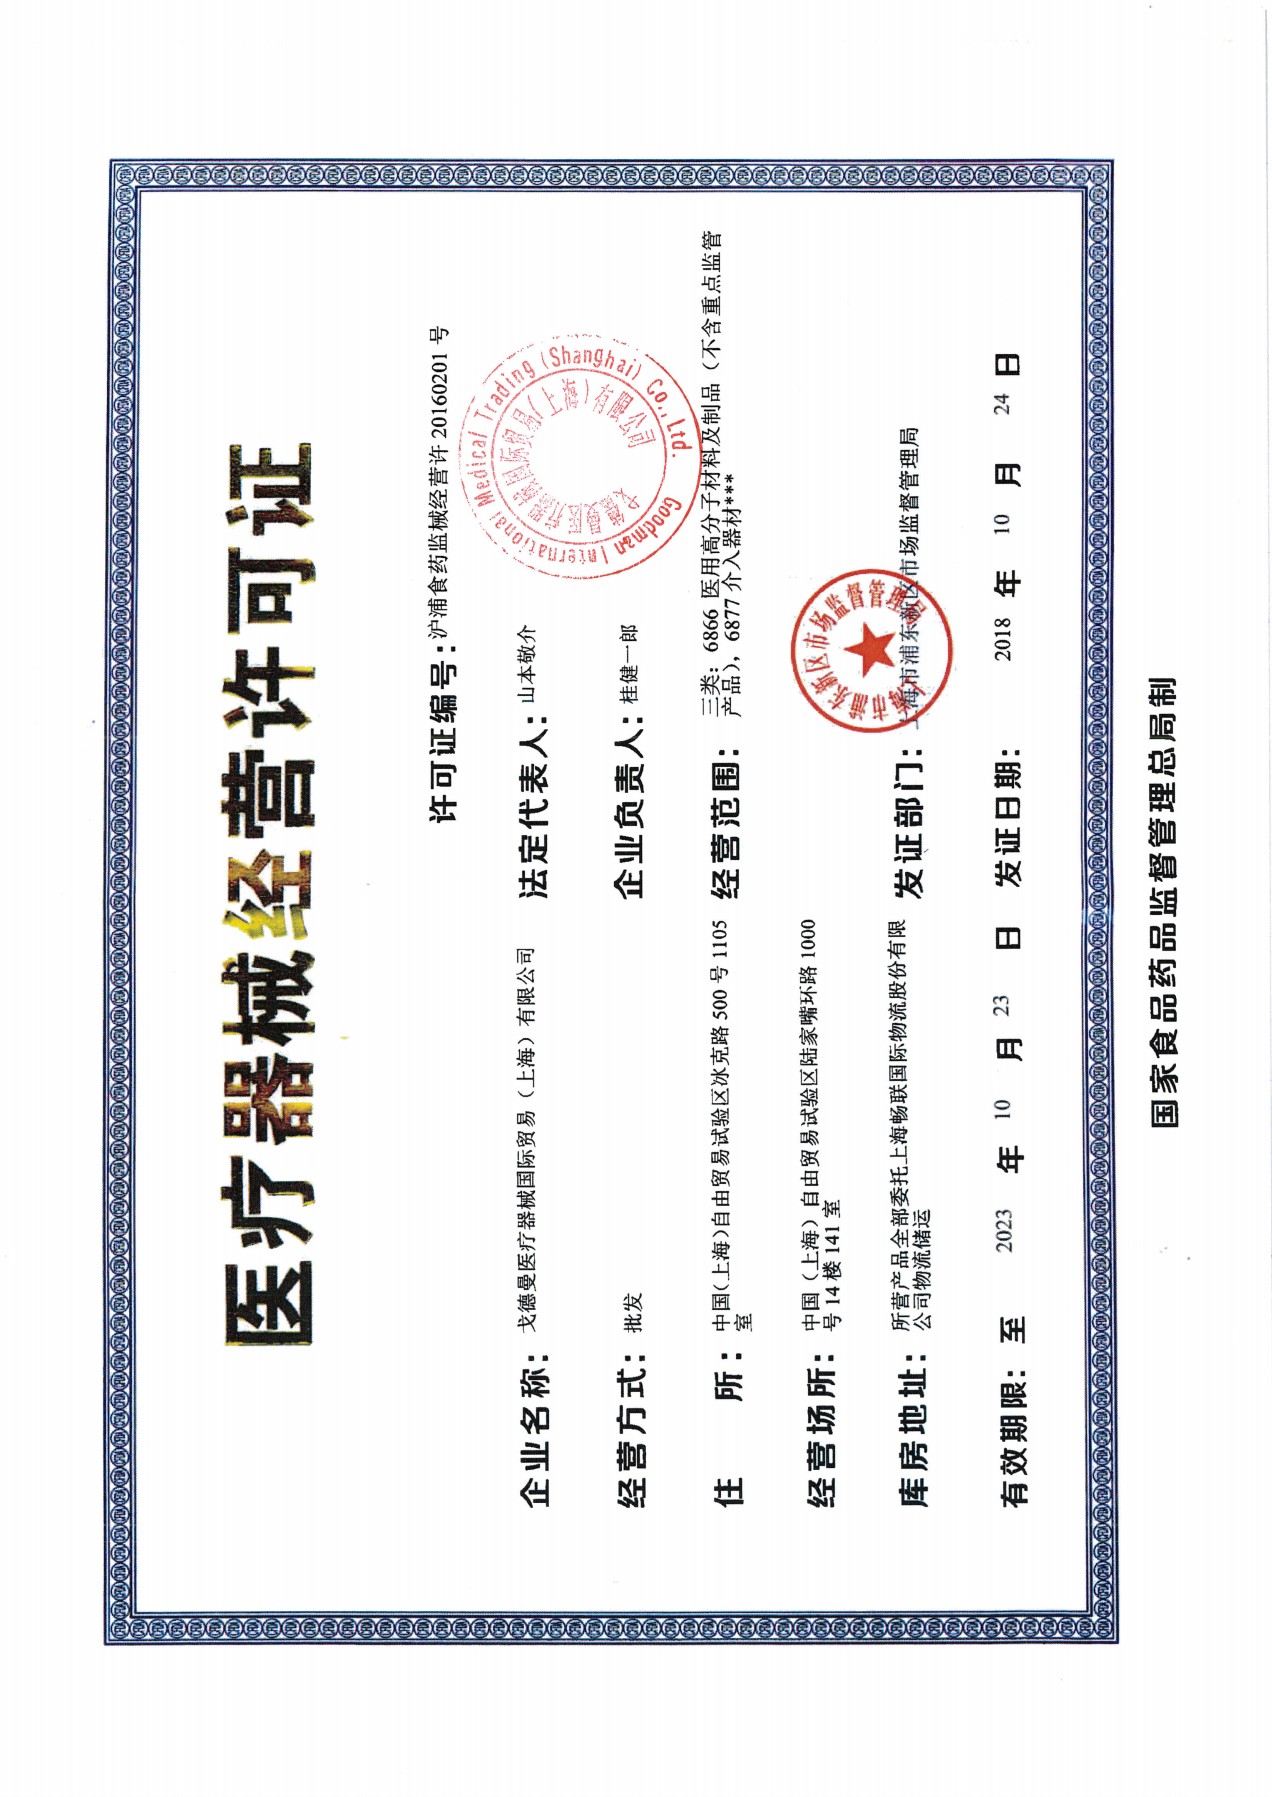 医疗器械经营许可证
许可证编号：沪浦食药监械经营许 20160201 号
企业名称：戈德曼医疗器械国际贸易（上海）有限公司
法定代表人：山本敬介
经营方式：批发
企业负责人：桂健一郎
住 所：中国(上海)自由贸易试验区冰克路 500 号 1105
室
经营范围：三类：6866 医用高分子材料及制品（不含重点监管
产品），6877 介入器材***
经营场所：中国（上海）自由贸易试验区陆家嘴环路 1000
号 14 楼 141 室
库房地址：所营产品全部委托上海畅联国际物流股份有限
公司物流储运
发证部门：上海市浦东新区市场监督管理局
有效期限：至 2023 年 10 月 23 日
发证日期：2018 年 10 月 24 日
国家食品药品监督管理总局制
Goodman International Medical Trading (Shanghai) Co., Ltd.
戈德曼医疗器械国际贸易(上海)有限公司
上海市浦东新区市场监督管理局